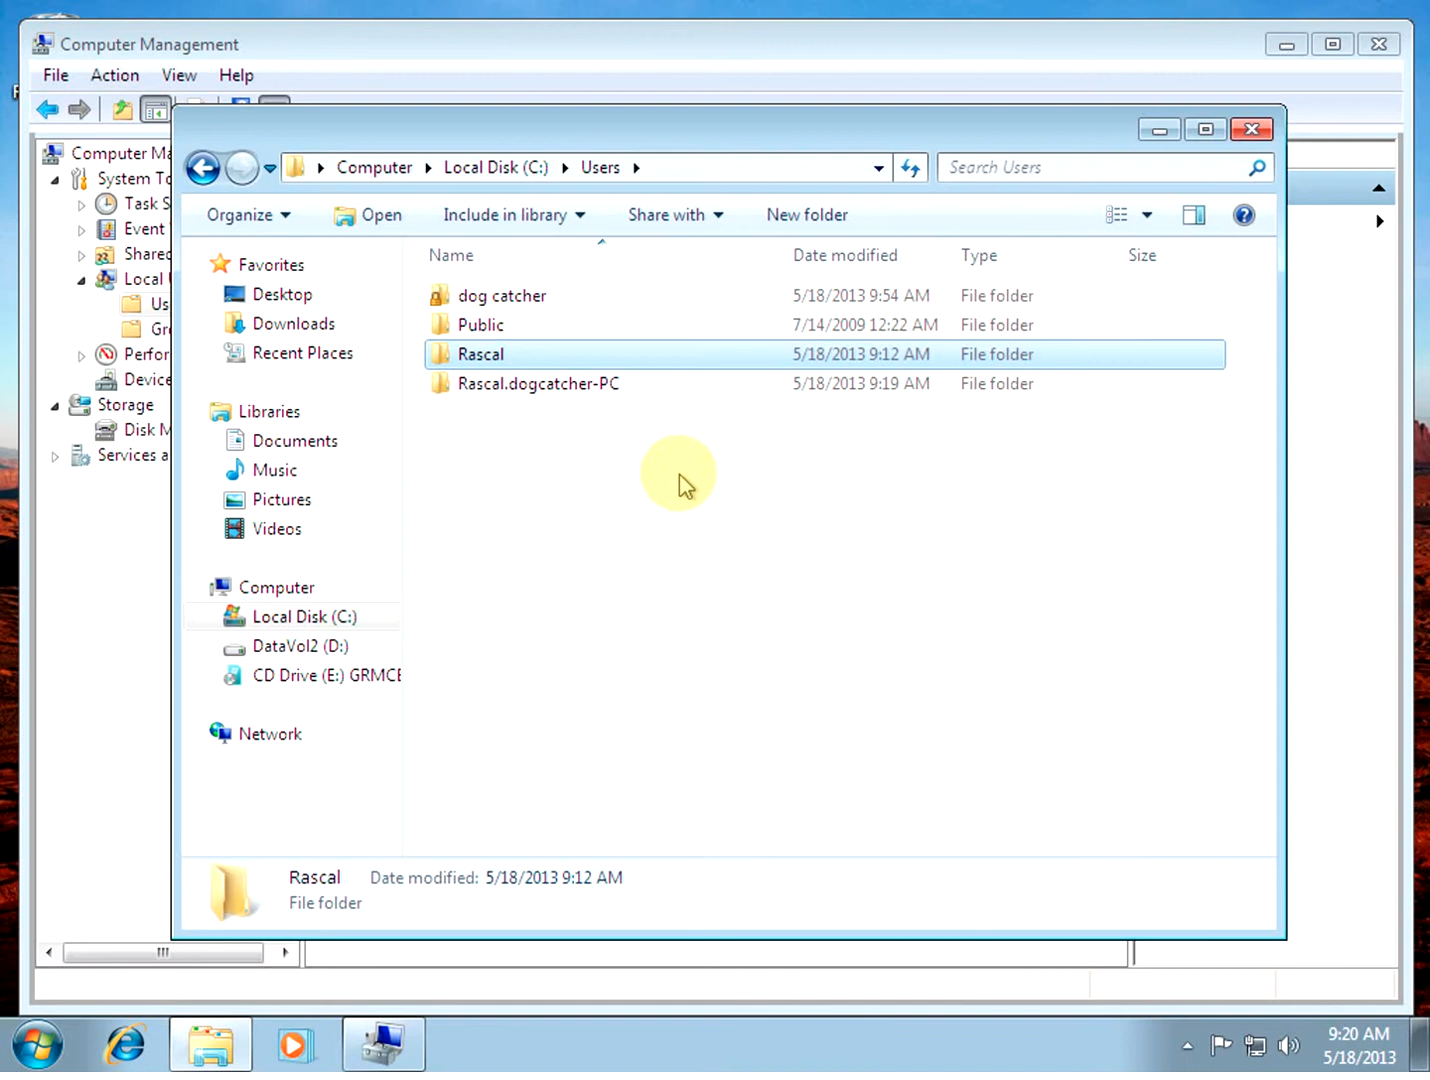 Computer Management
File Action View Help
Computer Ma
System To
Task S
Event
Shared
Local
Us
Gr
Perfor
Device
Storage
Disk M
Services a
Computer Local Disk (C:) Users
Search Users
Organize Open Include in library Share with New folder
Name Date modified Type Size
dog catcher 5/18/2013 9:54 AM File folder
Public 7/14/2009 12:22 AM File folder
Rascal 5/18/2013 9:12 AM File folder
Rascal.dogcatcher-PC 5/18/2013 9:19 AM File folder
Favorites
Desktop
Downloads
Recent Places
Libraries
Documents
Music
Pictures
Videos
Computer
Local Disk (C:)
DataVol2 (D:)
CD Drive (E:) GRMCE
Network
Rascal Date modified: 5/18/2013 9:12 AM
File folder
9:20 AM
5/18/2013